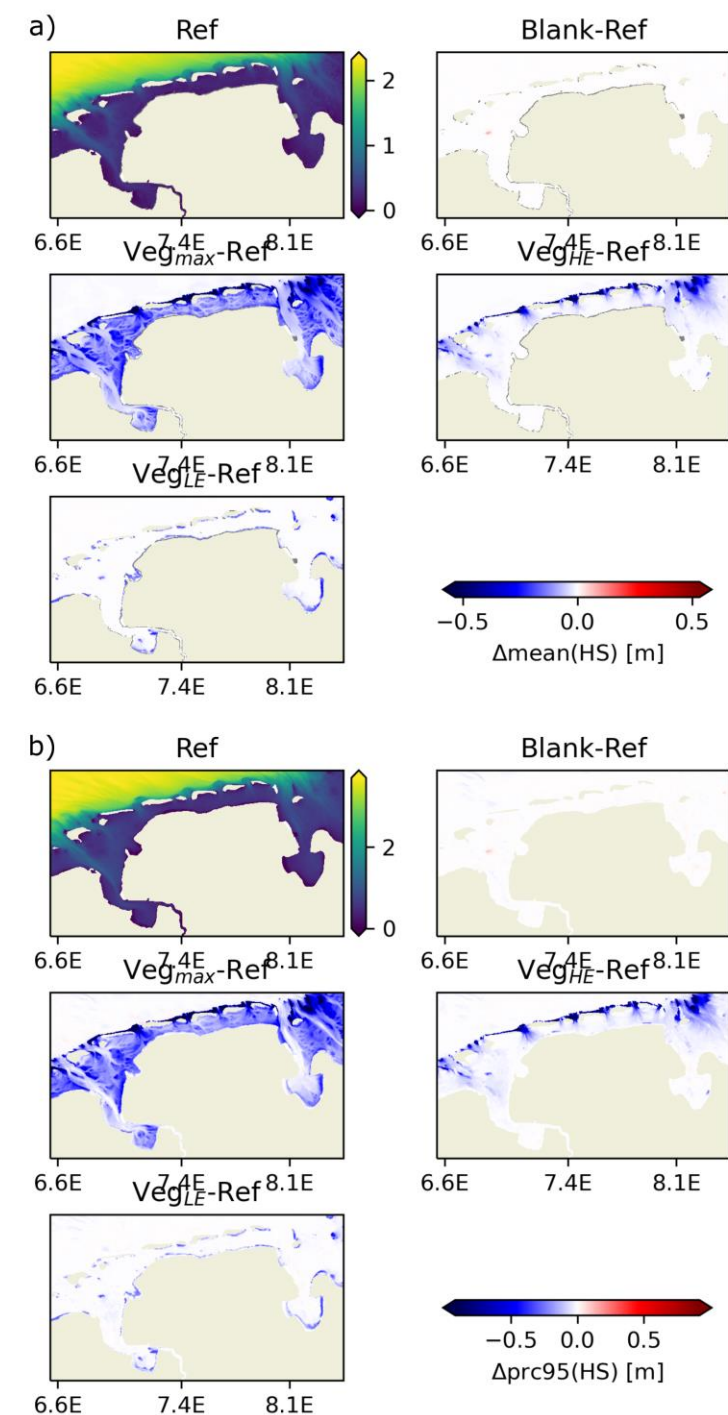 a)
Ref Blank-Ref
2
1
0
6.6E 7.4E 8.1E 6.6E 7.4E 8.1E
Veg_max-Ref Veg_HE-Ref
6.6E 7.4E 8.1E 6.6E 7.4E 8.1E
Veg_LE-Ref
−0.5 0.0 0.5
Δmean(HS) [m]
6.6E 7.4E 8.1E
b)
Ref Blank-Ref
2
0
6.6E 7.4E 8.1E 6.6E 7.4E 8.1E
Veg_max-Ref Veg_HE-Ref
6.6E 7.4E 8.1E 6.6E 7.4E 8.1E
Veg_LE-Ref
−0.5 0.0 0.5
Δprc95(HS) [m]
6.6E 7.4E 8.1E